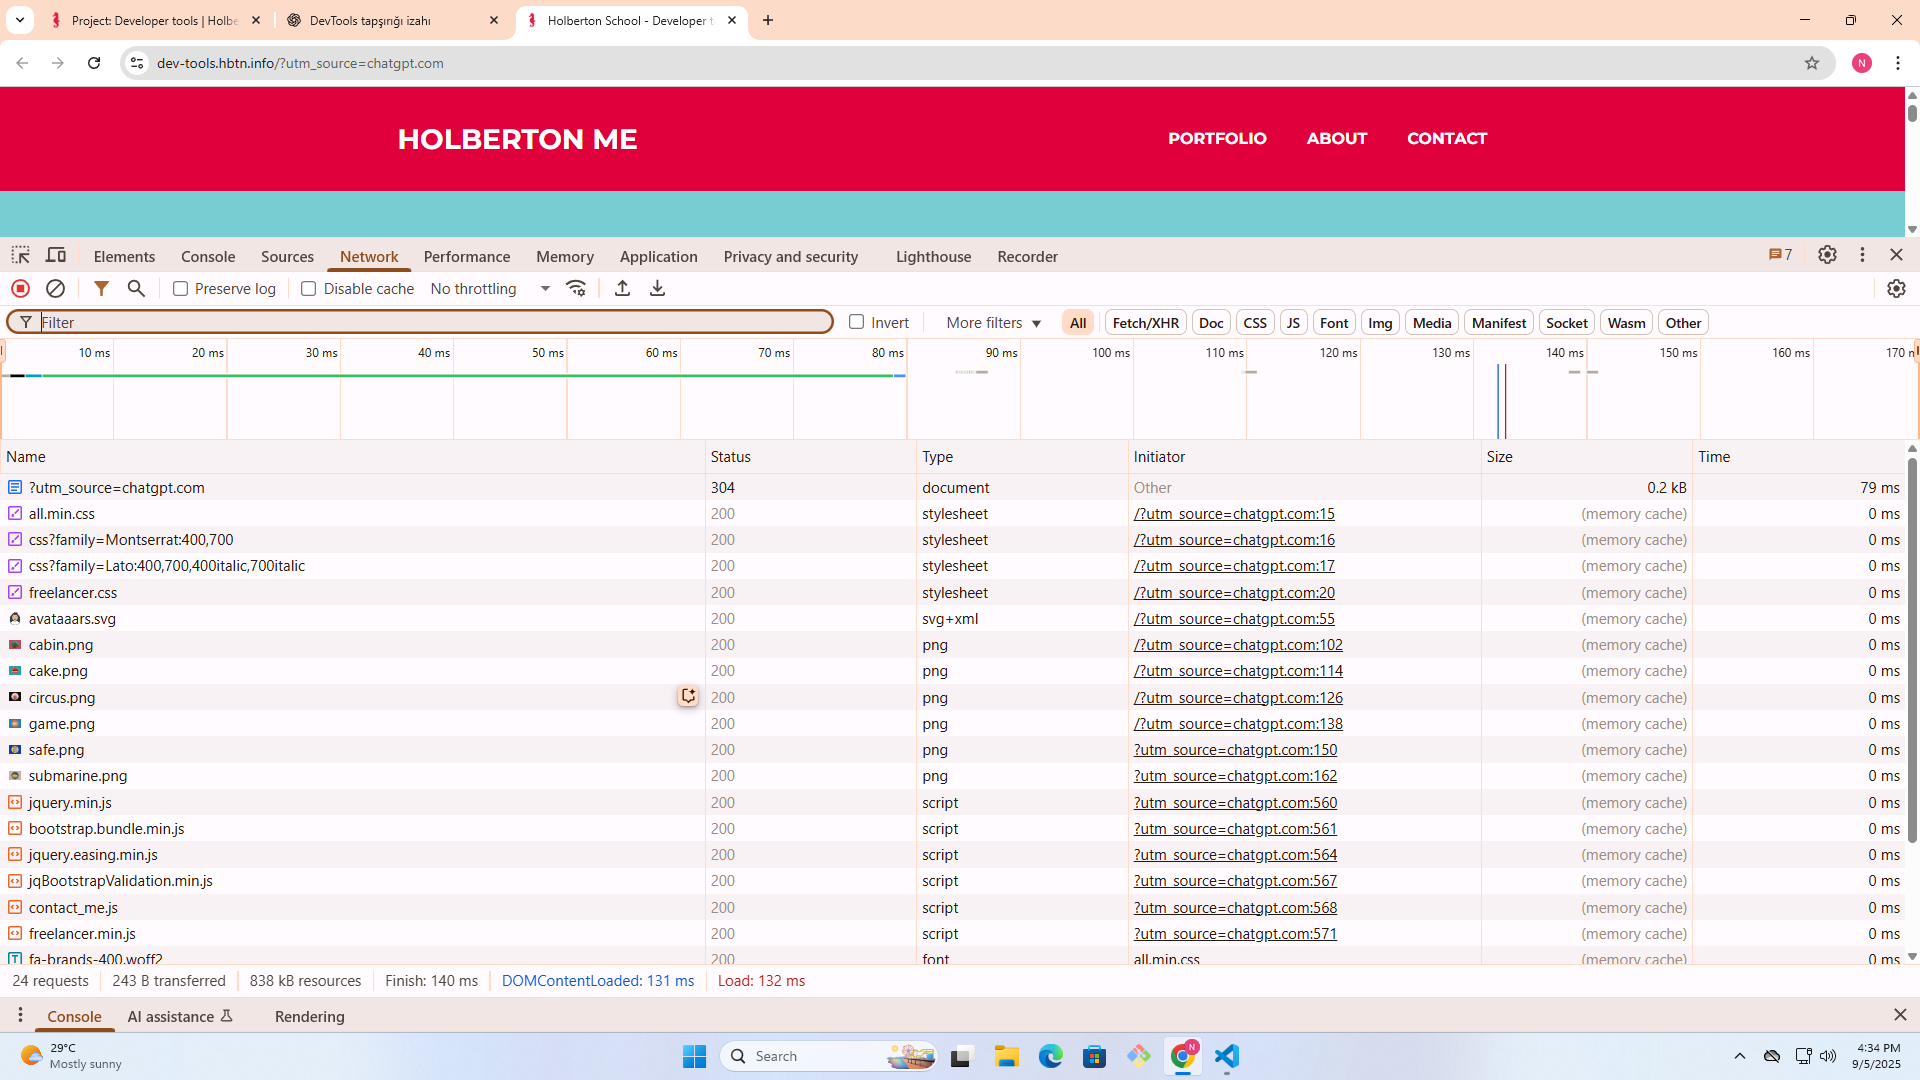 Project: Developer tools | Holbe
DevTools tapşırığı izahı
Holberton School - Developer t
dev-tools.hbtn.info/?utm_source=chatgpt.com
N
HOLBERTON ME
PORTFOLIO ABOUT CONTACT
Elements Console Sources Network Performance Memory Application Privacy and security Lighthouse Recorder 7
Preserve log Disable cache No throttling
Filter Invert More filters All Fetch/XHR Doc CSS JS Font Img Media Manifest Socket Wasm Other
10 ms 20 ms 30 ms 40 ms 50 ms 60 ms 70 ms 80 ms 90 ms 100 ms 110 ms 120 ms 130 ms 140 ms 150 ms 160 ms 170 m
Name Status Type Initiator Size Time
?utm_source=chatgpt.com 304 document Other 0.2 kB 79 ms
all.min.css 200 stylesheet /?utm_source=chatgpt.com:15 (memory cache) 0 ms
css?family=Montserrat:400,700 200 stylesheet /?utm_source=chatgpt.com:16 (memory cache) 0 ms
css?family=Lato:400,700,400italic,700italic 200 stylesheet /?utm_source=chatgpt.com:17 (memory cache) 0 ms
freelancer.css 200 stylesheet /?utm_source=chatgpt.com:20 (memory cache) 0 ms
avataaars.svg 200 svg+xml /?utm_source=chatgpt.com:55 (memory cache) 0 ms
cabin.png 200 png /?utm_source=chatgpt.com:102 (memory cache) 0 ms
cake.png 200 png /?utm_source=chatgpt.com:114 (memory cache) 0 ms
circus.png 200 png /?utm_source=chatgpt.com:126 (memory cache) 0 ms
game.png 200 png /?utm_source=chatgpt.com:138 (memory cache) 0 ms
safe.png 200 png ?utm_source=chatgpt.com:150 (memory cache) 0 ms
submarine.png 200 png ?utm_source=chatgpt.com:162 (memory cache) 0 ms
jquery.min.js 200 script ?utm_source=chatgpt.com:560 (memory cache) 0 ms
bootstrap.bundle.min.js 200 script ?utm_source=chatgpt.com:561 (memory cache) 0 ms
jquery.easing.min.js 200 script ?utm_source=chatgpt.com:564 (memory cache) 0 ms
jqBootstrapValidation.min.js 200 script ?utm_source=chatgpt.com:567 (memory cache) 0 ms
contact_me.js 200 script ?utm_source=chatgpt.com:568 (memory cache) 0 ms
freelancer.min.js 200 script ?utm_source=chatgpt.com:571 (memory cache) 0 ms
fa-brands-400.woff2 200 font all.min.css (memory cache) 0 ms
24 requests 243 B transferred 838 kB resources Finish: 140 ms DOMContentLoaded: 131 ms Load: 132 ms
Console AI assistance Rendering
29°C
Mostly sunny
Search
N
4:34 PM
9/5/2025